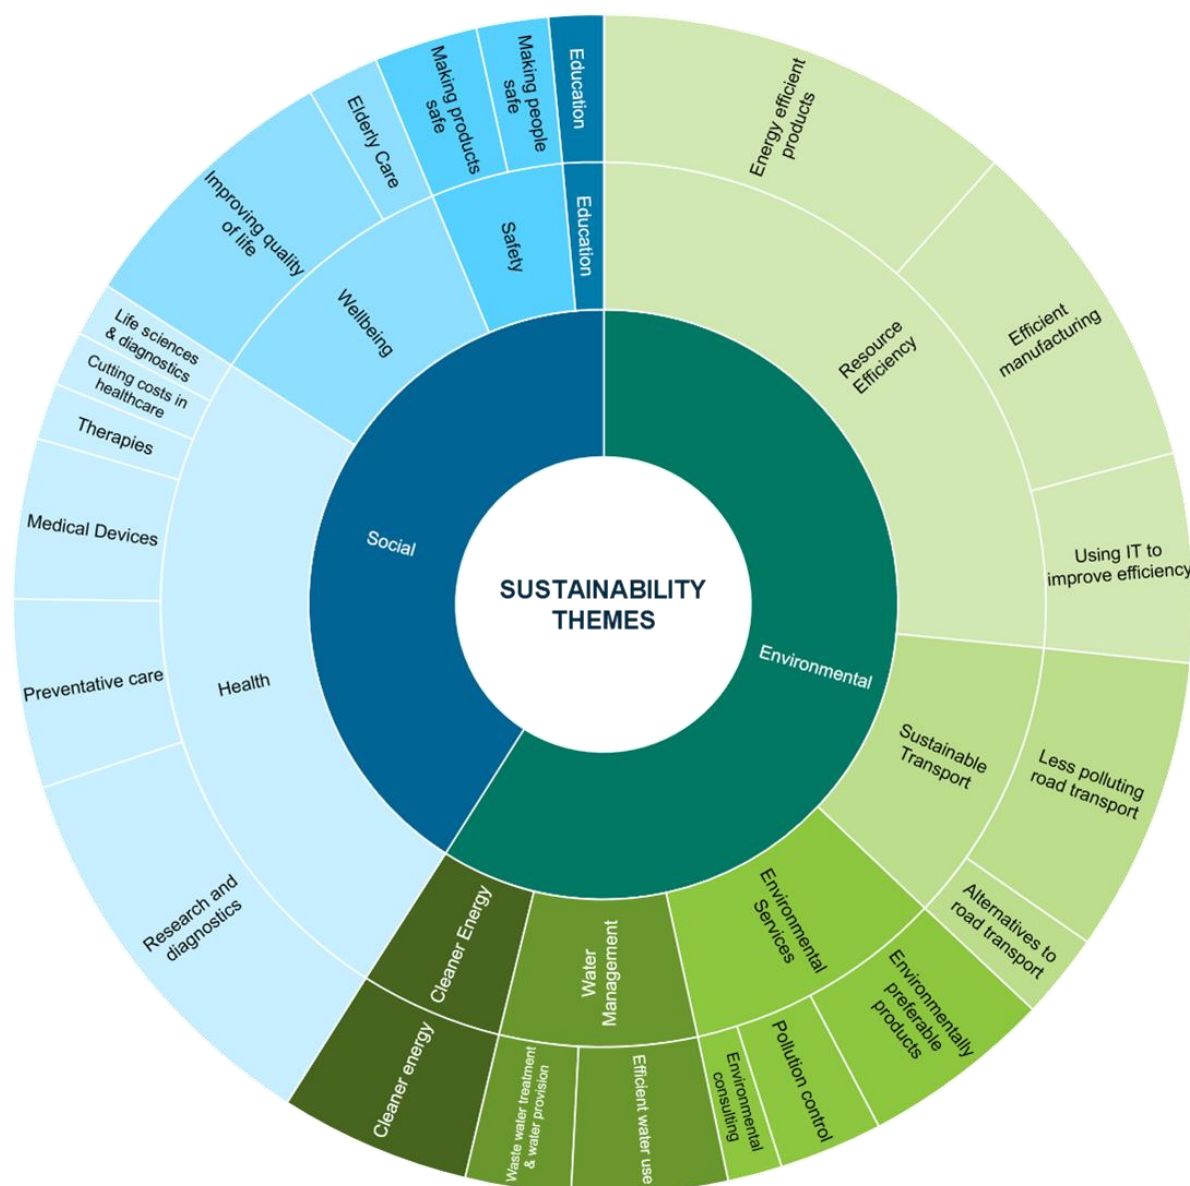 SUSTAINABILITY
THEMES
Environmental
Resource
Efficiency
Energy efficient
products
Efficient
manufacturing
Using IT to
improve efficiency
Sustainable
Transport
Less polluting
road transport
Alternatives to
road transport
Environmental
Services
Environmentally
preferable
products
Pollution control
Environmental
consulting
Water
Management
Efficient water use
Waste water treatment
& water provision
Cleaner Energy
Cleaner energy
Social
Health
Research and
diagnostics
Preventative care
Medical Devices
Therapies
Cutting costs in
healthcare
Life sciences
& diagnostics
Wellbeing
Improving quality
of life
Elderly Care
Safety
Making products
safe
Making people
safe
Education
Education